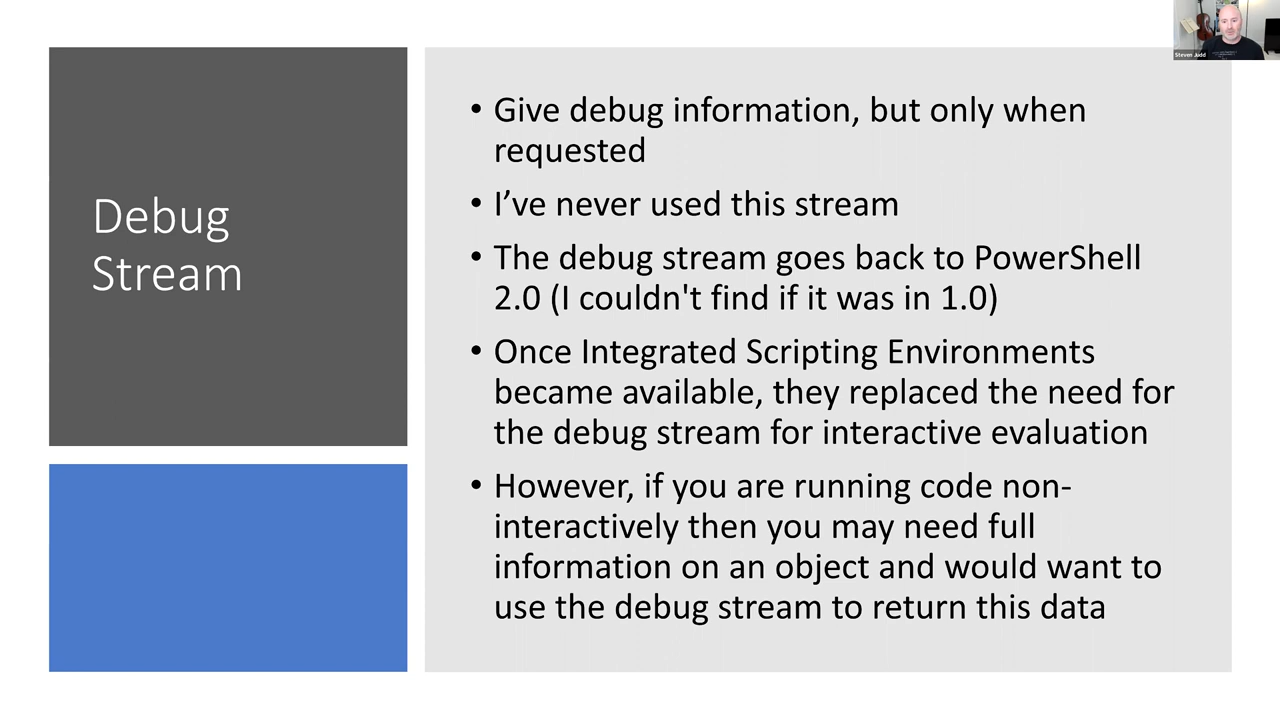 Steven Judd
Debug
Stream
• Give debug information, but only when
requested
• I’ve never used this stream
• The debug stream goes back to PowerShell
2.0 (I couldn't find if it was in 1.0)
• Once Integrated Scripting Environments
became available, they replaced the need for
the debug stream for interactive evaluation
• However, if you are running code non-
interactively then you may need full
information on an object and would want to
use the debug stream to return this data